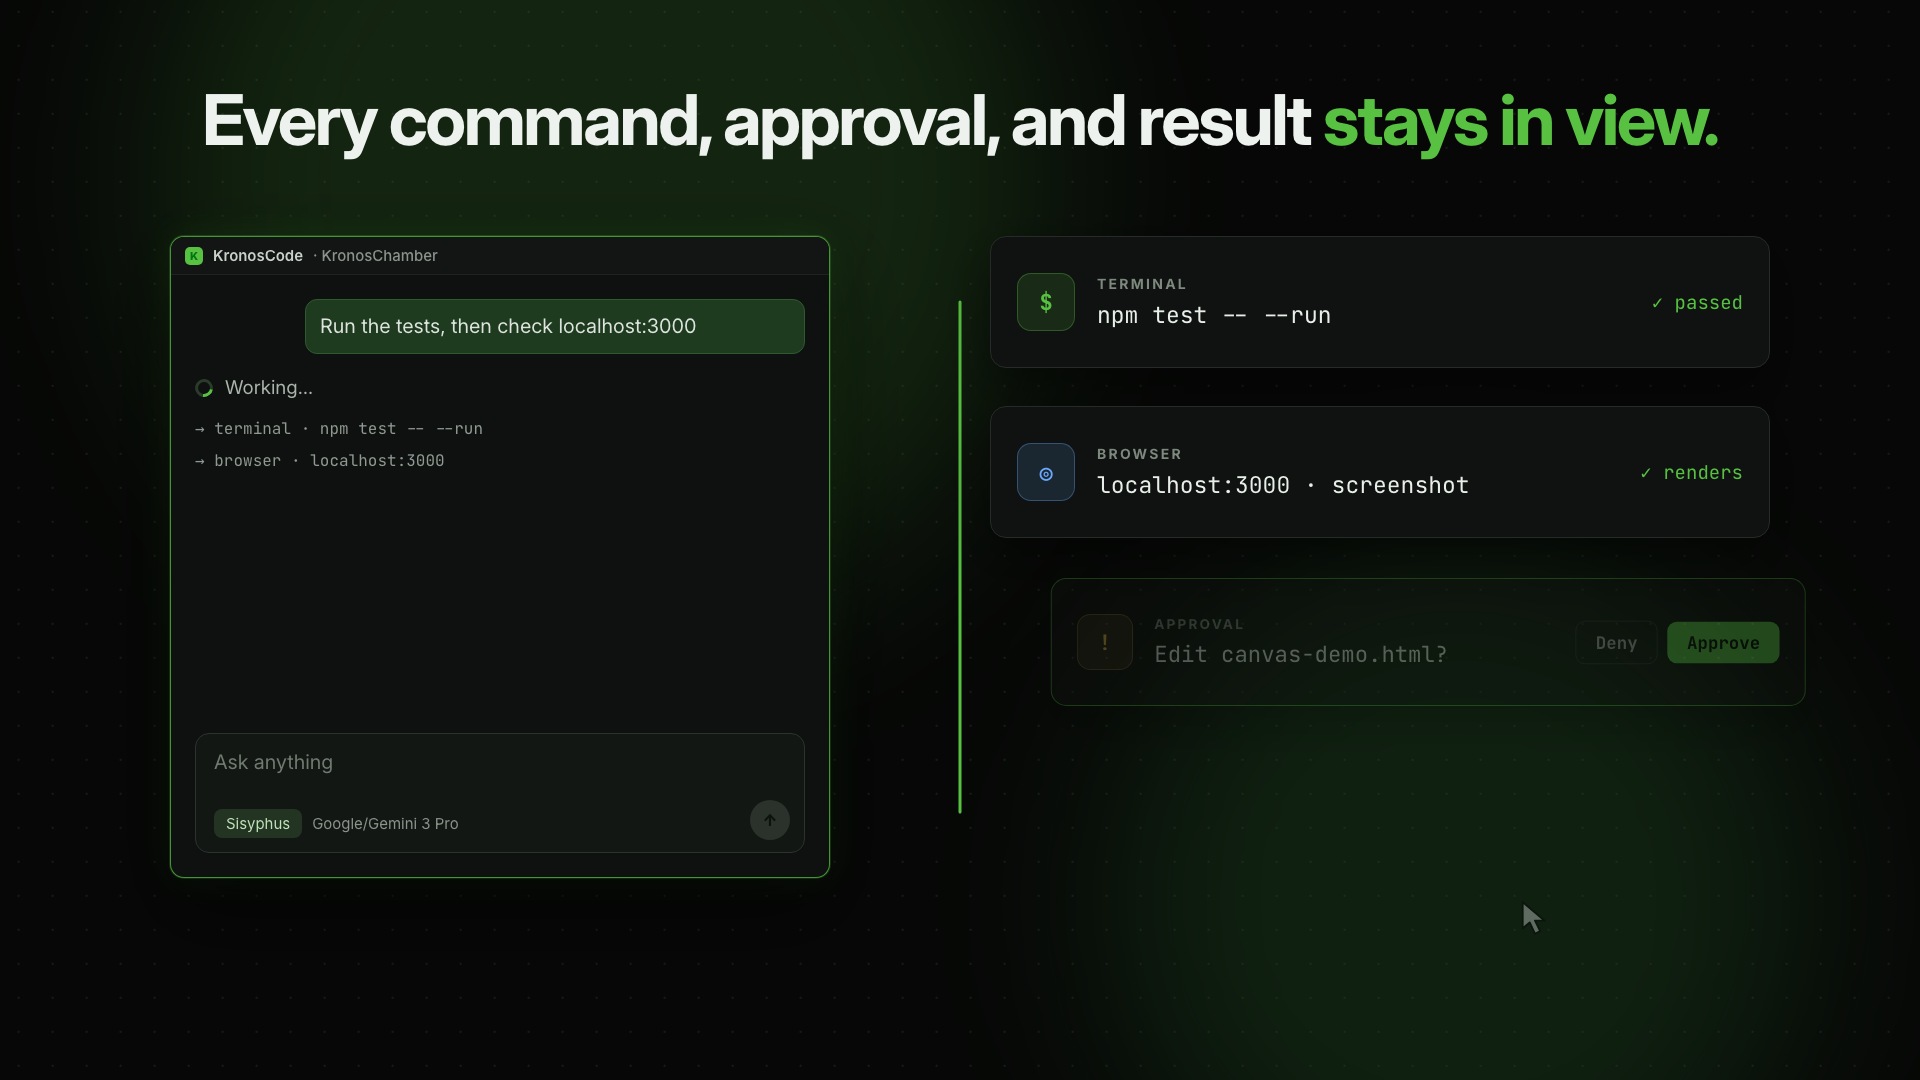 Every command, approval, and result stays in view.
K KronosCode · KronosChamber
Run the tests, then check localhost:3000
Working...
→ terminal · npm test -- --run
→ browser · localhost:3000
Ask anything
Sisyphus Google/Gemini 3 Pro
$ TERMINAL
npm test -- --run
✓ passed
BROWSER
localhost:3000 · screenshot
✓ renders
! APPROVAL
Edit canvas-demo.html?
Deny Approve